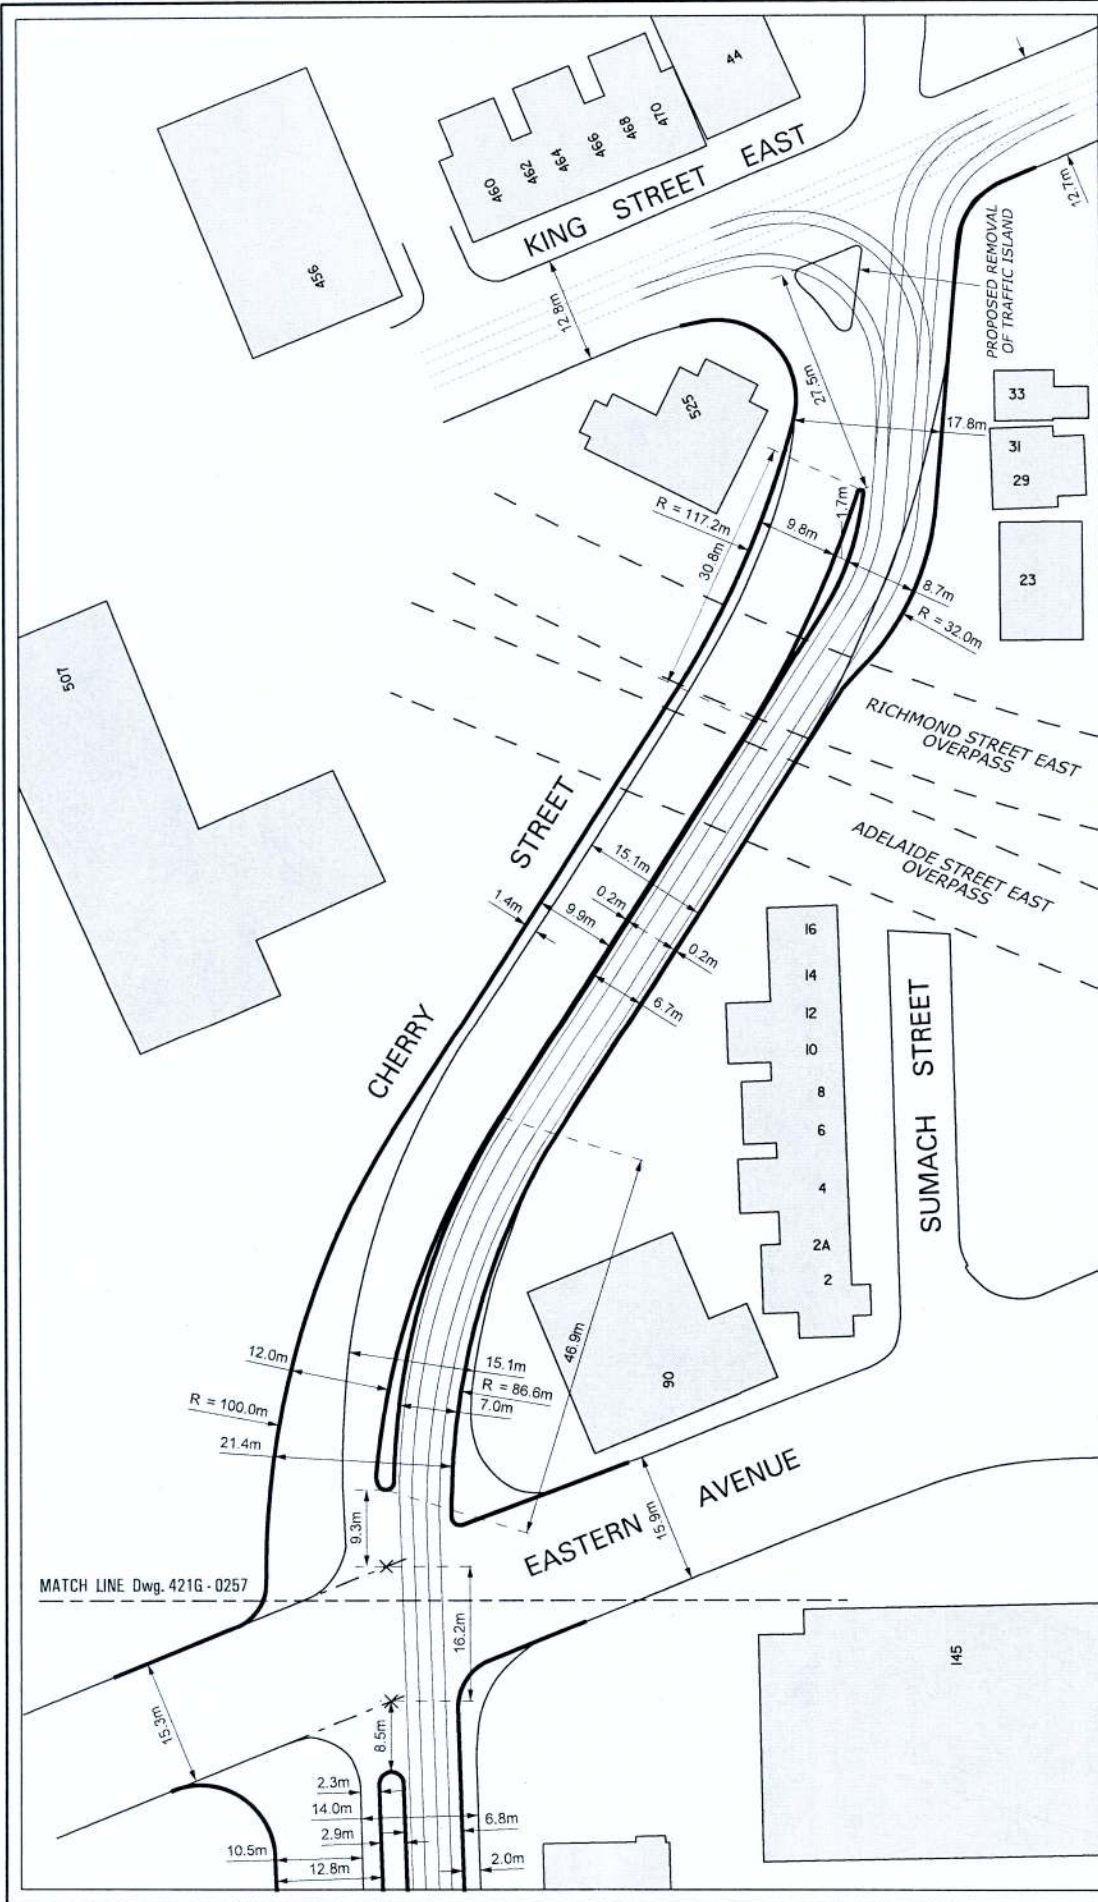 44
470
468
466
464
462
460
KING STREET EAST
456
12.7m
12.8m
PROPOSED REMOVAL
OF TRAFFIC ISLAND
27.5m
525
33
17.8m
31
29
R = 117.2m
1.7m
9.8m
30.8m
23
8.7m
R = 32.0m
507
RICHMOND STREET EAST
OVERPASS
ADELAIDE STREET EAST
OVERPASS
CHERRY STREET
15.1m
1.4m
9.9m
0.2m
0.2m
6.7m
16
14
12
10
8
6
4
2A
2
SUMACH STREET
46.9m
90
12.0m
15.1m
R = 86.6m
7.0m
R = 100.0m
21.4m
9.3m
EASTERN AVENUE
15.9m
MATCH LINE Dwg. 421G - 0257
16.2m
145
15.3m
8.5m
2.3m
14.0m
6.8m
2.9m
10.5m
2.0m
12.8m